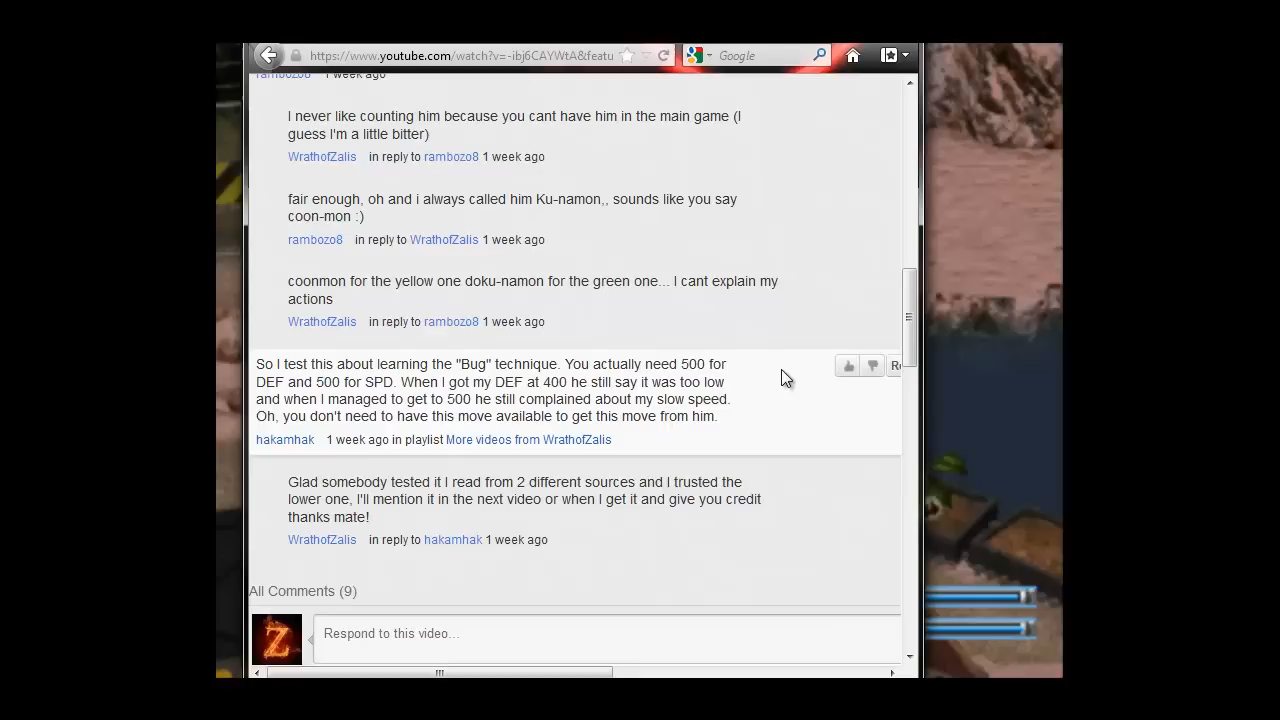 https://www.youtube.com/watch?v=-ibj6CAYWtA&featu
Google
rambozo8 1 week ago
I never like counting him because you cant have him in the main game (I
guess I'm a little bitter)
WrathofZalis in reply to rambozo8 1 week ago
fair enough, oh and i always called him Ku-namon,, sounds like you say
coon-mon :)
rambozo8 in reply to WrathofZalis 1 week ago
coonmon for the yellow one doku-namon for the green one... I cant explain my
actions
WrathofZalis in reply to rambozo8 1 week ago
So I test this about learning the "Bug" technique. You actually need 500 for
DEF and 500 for SPD. When I got my DEF at 400 he still say it was too low
and when I managed to get to 500 he still complained about my slow speed.
Oh, you don't need to have this move available to get this move from him.
hakamhak 1 week ago in playlist More videos from WrathofZalis
Glad somebody tested it I read from 2 different sources and I trusted the
lower one, I'll mention it in the next video or when I get it and give you credit
thanks mate!
WrathofZalis in reply to hakamhak 1 week ago
All Comments (9)
Z
Respond to this video...